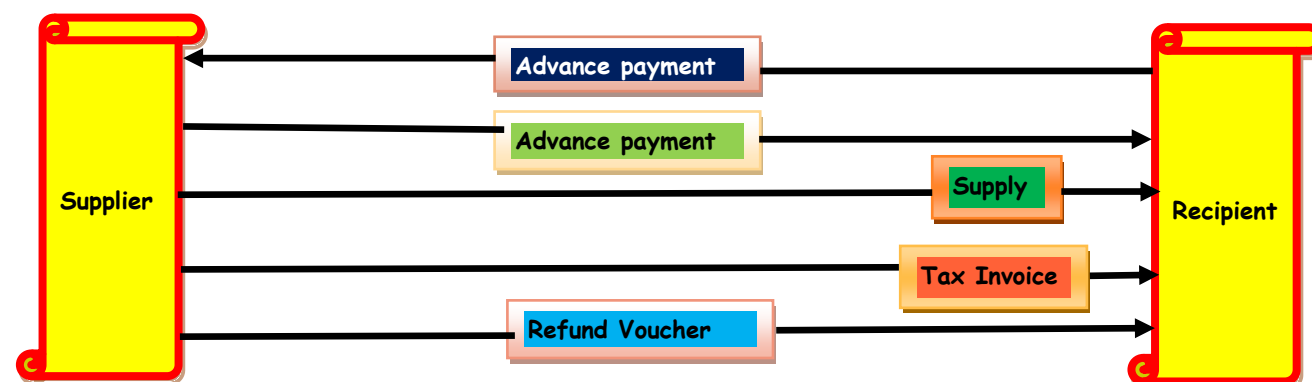 Advance payment
Advance payment
Supply
Supplier
Recipient
Tax Invoice
Refund Voucher